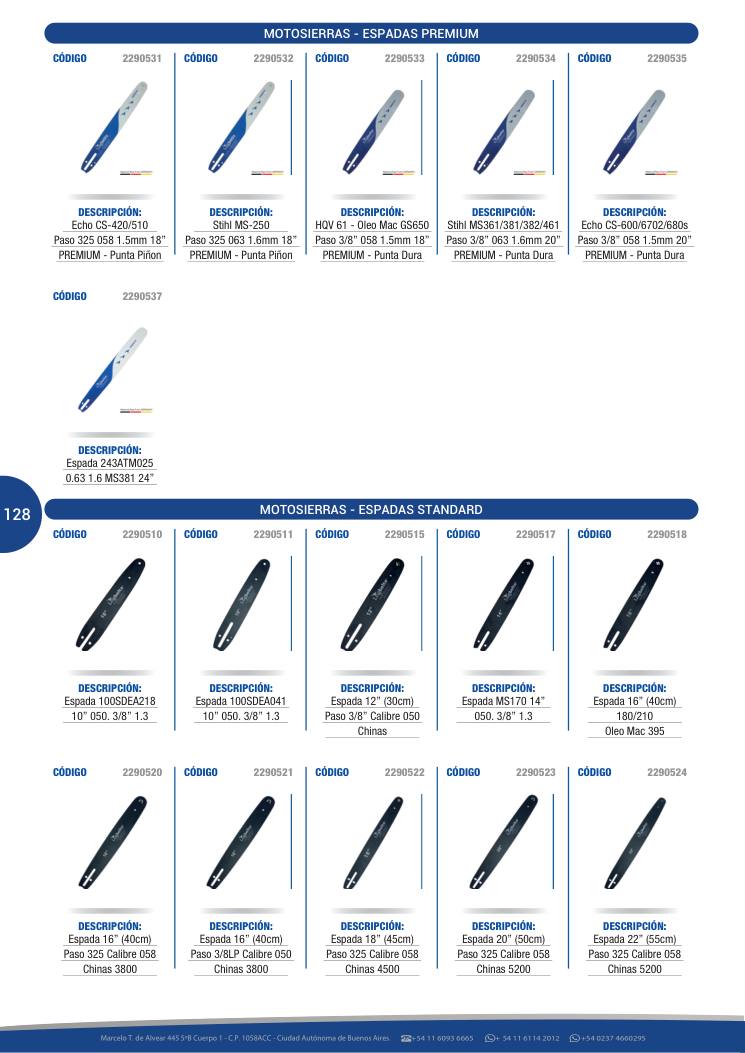 MOTOSIERRAS - ESPADAS PREMIUM
CÓDIGO 2290531
DESCRIPCIÓN:
Echo CS-420/510
Paso 325 058 1.5mm 18”
PREMIUM - Punta Piñon
CÓDIGO 2290532
DESCRIPCIÓN:
Stihl MS-250
Paso 325 063 1.6mm 18”
PREMIUM - Punta Piñon
CÓDIGO 2290533
DESCRIPCIÓN:
HQV 61 - Oleo Mac GS650
Paso 3/8” 058 1.5mm 18”
PREMIUM - Punta Dura
CÓDIGO 2290534
DESCRIPCIÓN:
Stihl MS361/381/382/461
Paso 3/8” 063 1.6mm 20”
PREMIUM - Punta Dura
CÓDIGO 2290535
DESCRIPCIÓN:
Echo CS-600/6702/680s
Paso 3/8” 058 1.5mm 20”
PREMIUM - Punta Dura
CÓDIGO 2290537
DESCRIPCIÓN:
Espada 243ATM025
0.63 1.6 MS381 24”
128
MOTOSIERRAS - ESPADAS STANDARD
CÓDIGO 2290510
DESCRIPCIÓN:
Espada 100SDEA218
10” 050. 3/8” 1.3
CÓDIGO 2290511
DESCRIPCIÓN:
Espada 100SDEA041
10” 050. 3/8” 1.3
CÓDIGO 2290515
DESCRIPCIÓN:
Espada 12” (30cm)
Paso 3/8” Calibre 050
Chinas
CÓDIGO 2290517
DESCRIPCIÓN:
Espada MS170 14”
050. 3/8” 1.3
CÓDIGO 2290518
DESCRIPCIÓN:
Espada 16” (40cm)
180/210
Oleo Mac 395
CÓDIGO 2290520
DESCRIPCIÓN:
Espada 16” (40cm)
Paso 325 Calibre 058
Chinas 3800
CÓDIGO 2290521
DESCRIPCIÓN:
Espada 16” (40cm)
Paso 3/8LP Calibre 050
Chinas 3800
CÓDIGO 2290522
DESCRIPCIÓN:
Espada 18” (45cm)
Paso 325 Calibre 058
Chinas 4500
CÓDIGO 2290523
DESCRIPCIÓN:
Espada 20” (50cm)
Paso 325 Calibre 058
Chinas 5200
CÓDIGO 2290524
DESCRIPCIÓN:
Espada 22” (55cm)
Paso 325 Calibre 058
Chinas 5200
Marcelo T. de Alvear 445 5ºB Cuerpo 1 - C.P. 1058ACC - Ciudad Autónoma de Buenos Aires. +54 11 6093 6665 + 54 11 6114 2012 +54 0237 4660295